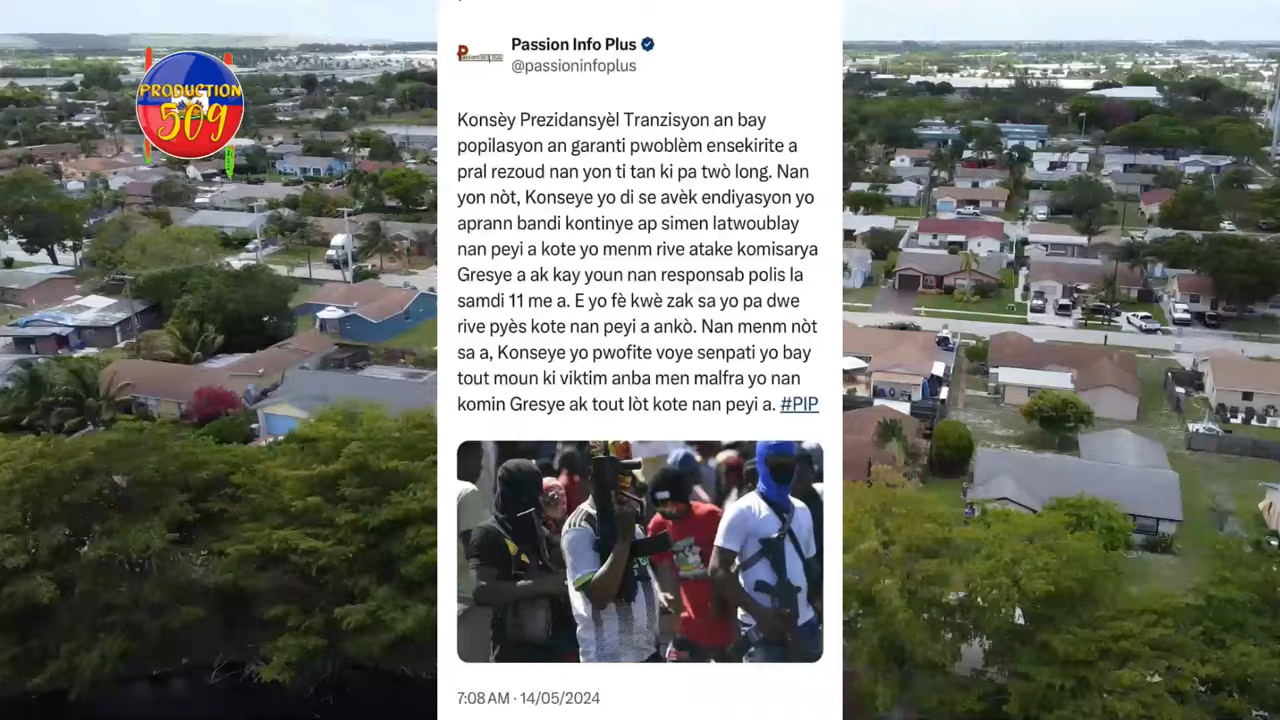 PRODUCTION
509
Passion Info Plus
@passioninfoplus
Konsèy Prezidansyèl Tranzisyon an bay
popilasyon an garanti pwoblèm ensekirite a
pral rezoud nan yon ti tan ki pa twò long. Nan
yon nòt, Konseye yo di se avèk endiyasyon yo
aprann bandi kontinye ap simen latwoublay
nan peyi a kote yo menm rive atake komisarya
Gresye a ak kay youn nan responsab polis la
samdi 11 me a. E yo fè kwè zak sa yo pa dwe
rive pyès kote nan peyi a ankò. Nan menm nòt
sa a, Konseye yo pwofite voye senpati yo bay
tout moun ki viktim anba men malfra yo nan
komin Gresye ak tout lòt kote nan peyi a. #PIP
7:08 AM · 14/05/2024